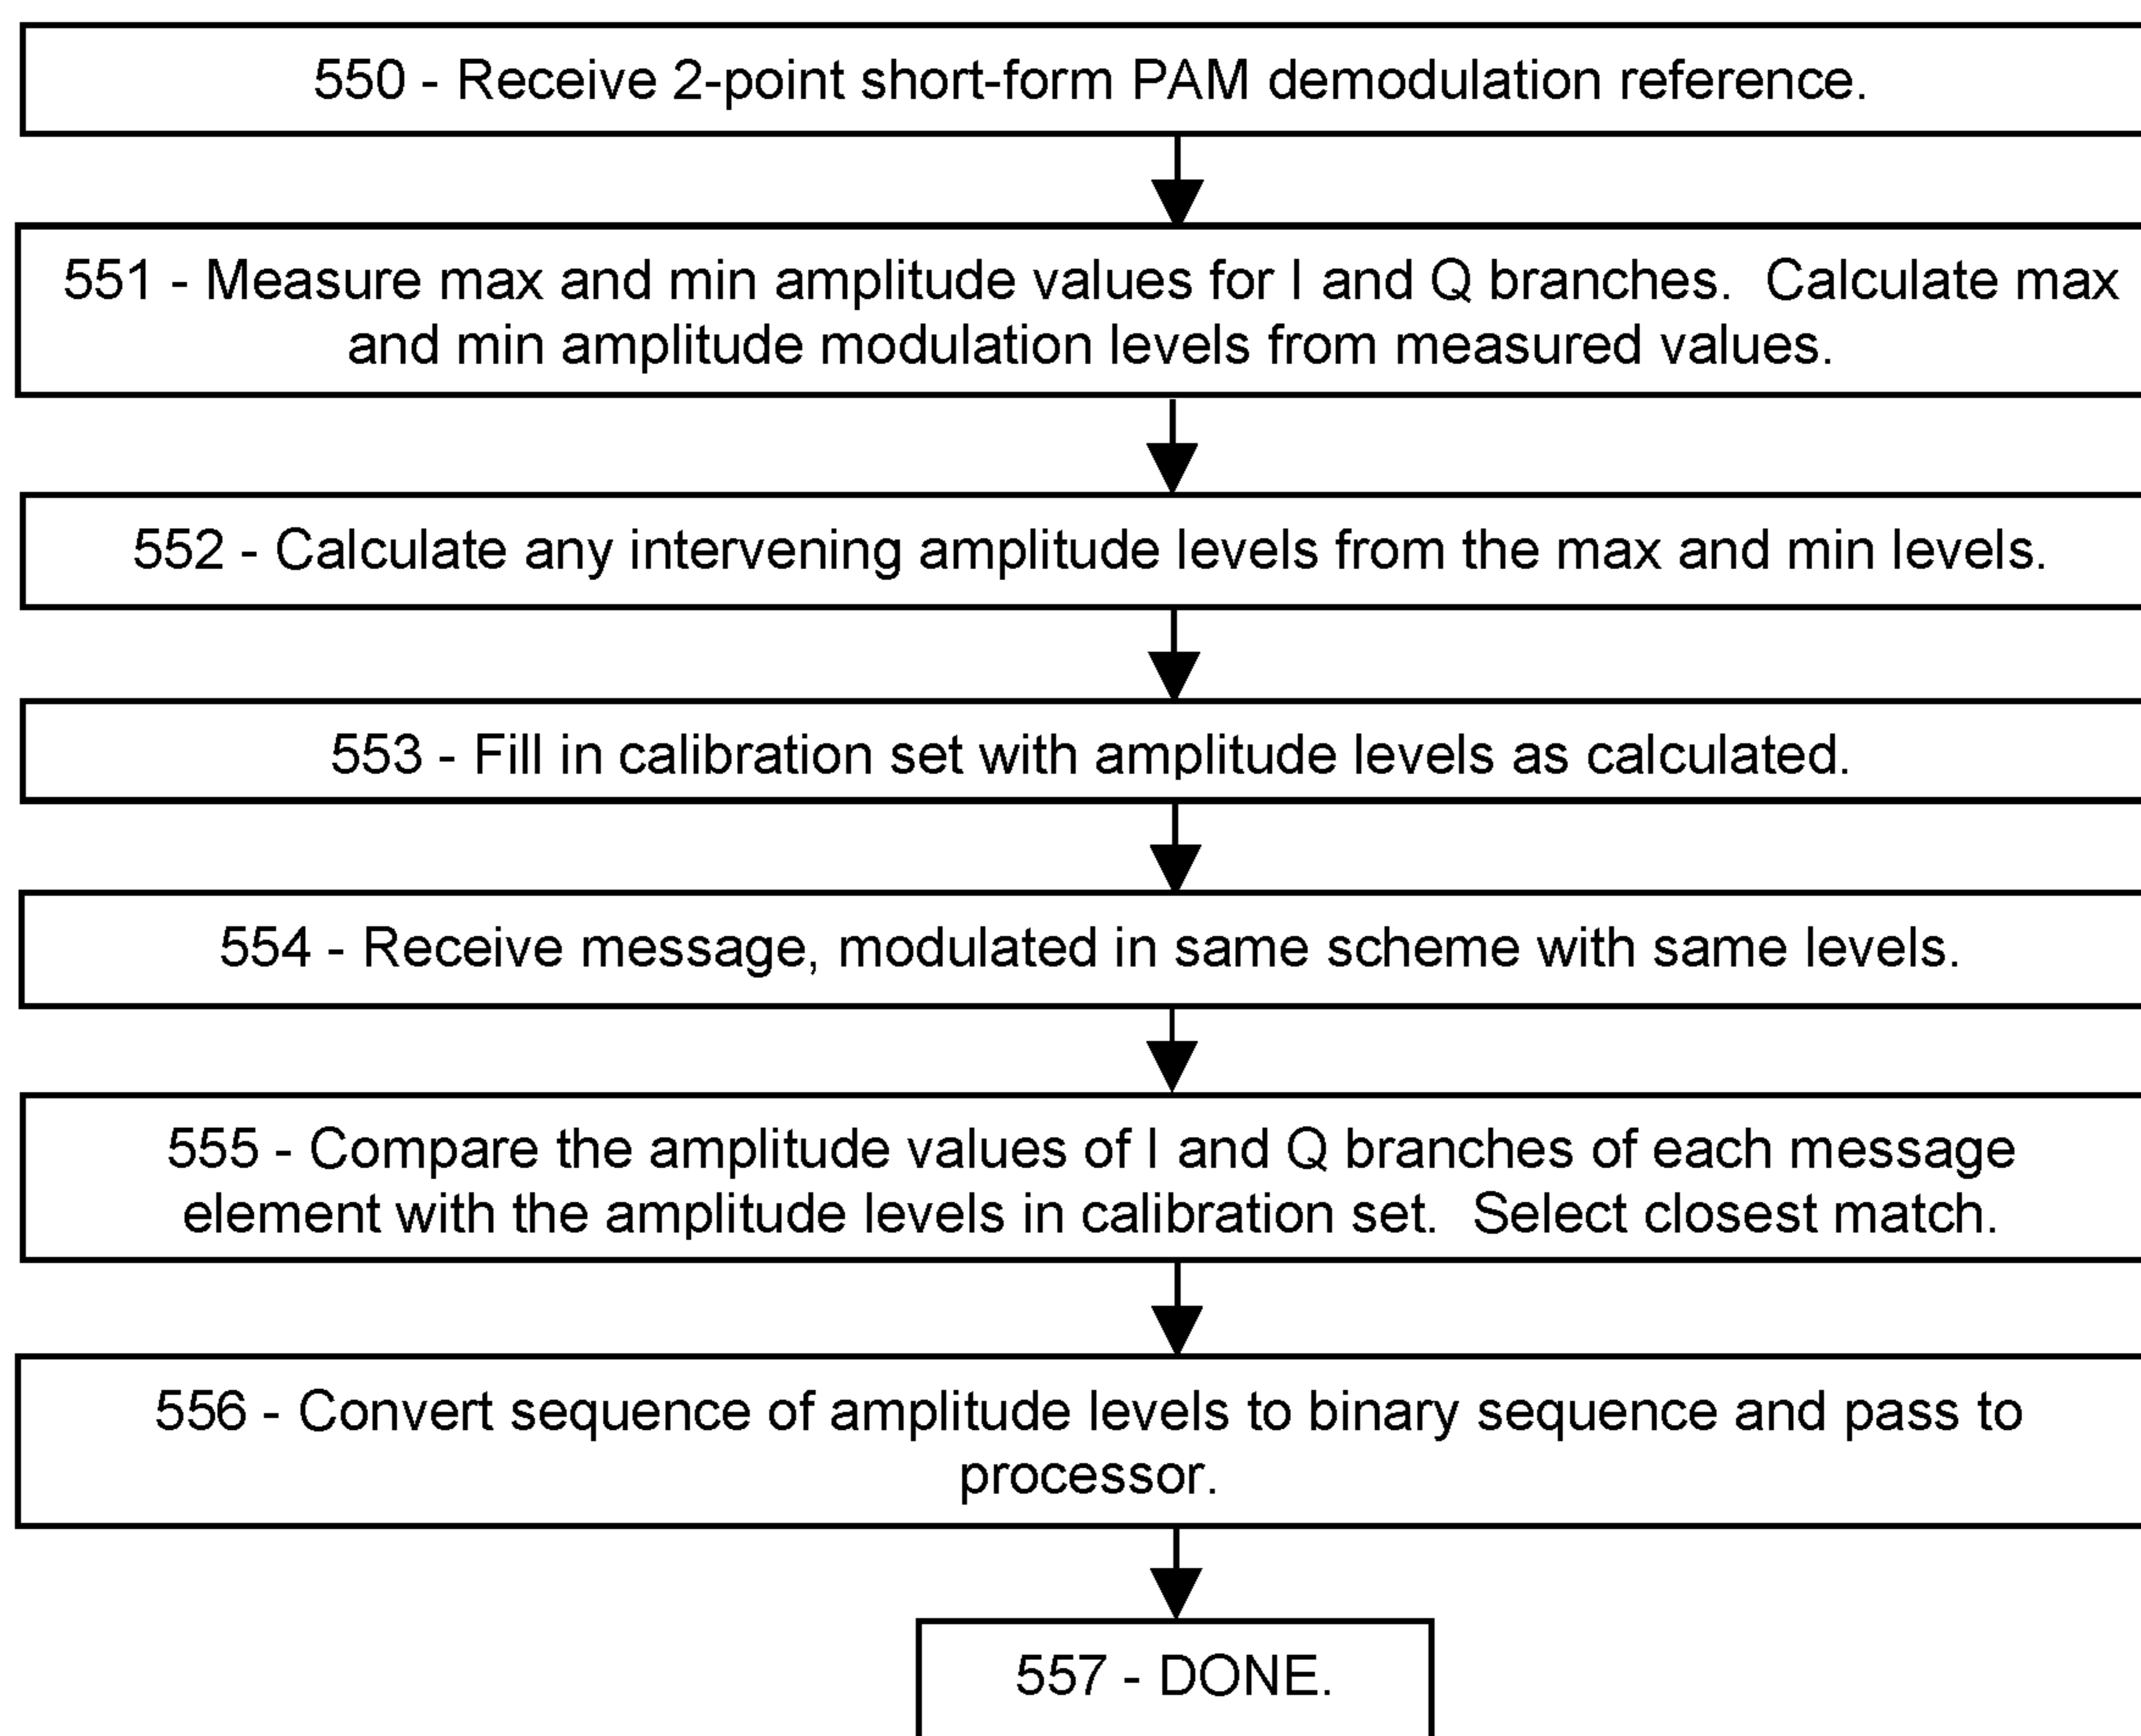 550 - Receive 2-point short-form PAM demodulation reference.
551 - Measure max and min amplitude values for I and Q branches.  Calculate max
and min amplitude modulation levels from measured values.
552 - Calculate any intervening amplitude levels from the max and min levels.
553 - Fill in calibration set with amplitude levels as calculated.
554 - Receive message, modulated in same scheme with same levels.
555 - Compare the amplitude values of I and Q branches of each message
element with the amplitude levels in calibration set.  Select closest match.
556 - Convert sequence of amplitude levels to binary sequence and pass to
processor.
557 - DONE.